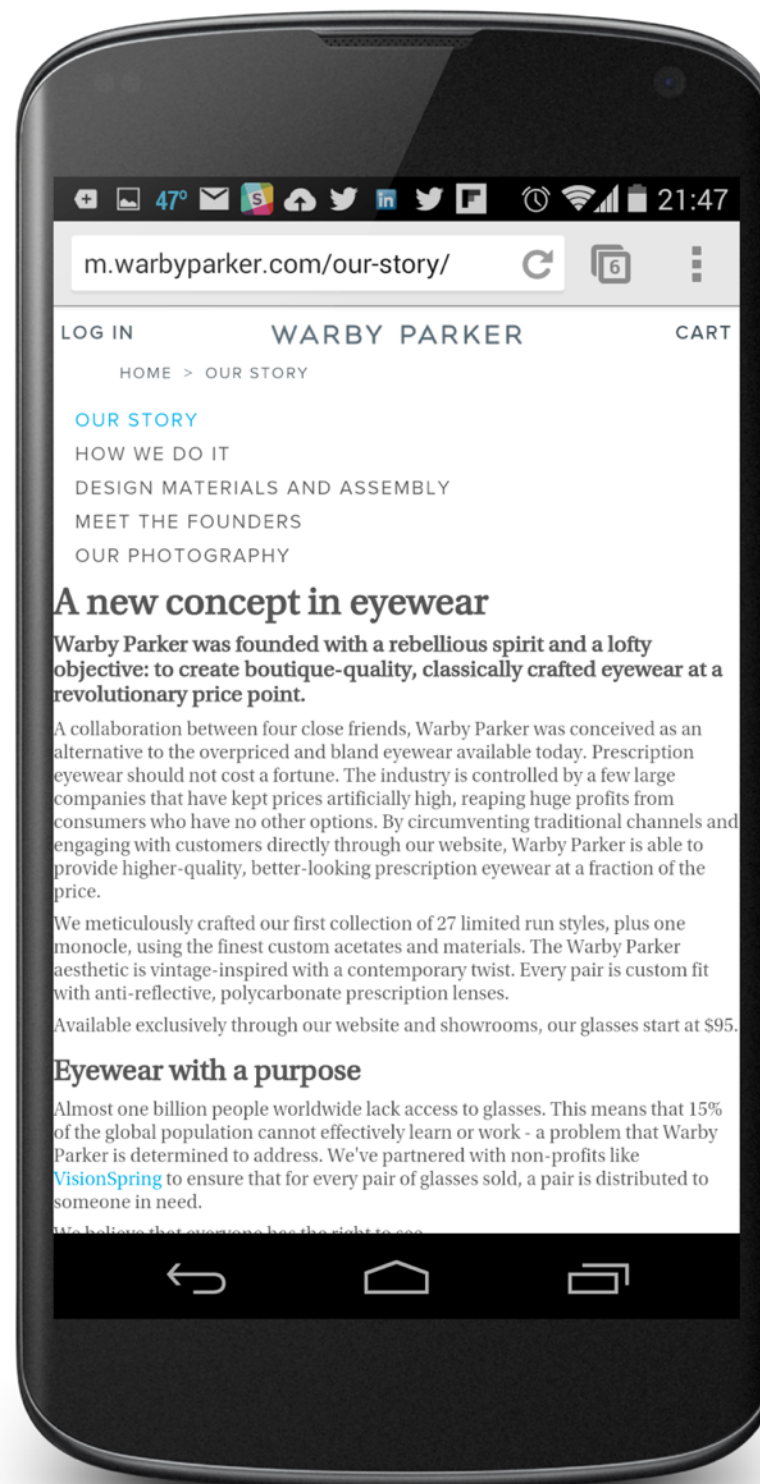 47°
21:47
m.warbyparker.com/our-story/
6
LOG IN
WARBY PARKER
CART
HOME > OUR STORY
OUR STORY
HOW WE DO IT
DESIGN MATERIALS AND ASSEMBLY
MEET THE FOUNDERS
OUR PHOTOGRAPHY
A new concept in eyewear
Warby Parker was founded with a rebellious spirit and a lofty
objective: to create boutique-quality, classically crafted eyewear at a
revolutionary price point.
A collaboration between four close friends, Warby Parker was conceived as an
alternative to the overpriced and bland eyewear available today. Prescription
eyewear should not cost a fortune. The industry is controlled by a few large
companies that have kept prices artificially high, reaping huge profits from
consumers who have no other options. By circumventing traditional channels and
engaging with customers directly through our website, Warby Parker is able to
provide higher-quality, better-looking prescription eyewear at a fraction of the
price.
We meticulously crafted our first collection of 27 limited run styles, plus one
monocle, using the finest custom acetates and materials. The Warby Parker
aesthetic is vintage-inspired with a contemporary twist. Every pair is custom fit
with anti-reflective, polycarbonate prescription lenses.
Available exclusively through our website and showrooms, our glasses start at $95.
Eyewear with a purpose
Almost one billion people worldwide lack access to glasses. This means that 15%
of the global population cannot effectively learn or work - a problem that Warby
Parker is determined to address. We've partnered with non-profits like
VisionSpring to ensure that for every pair of glasses sold, a pair is distributed to
someone in need.
We believe that everyone has the right to see.